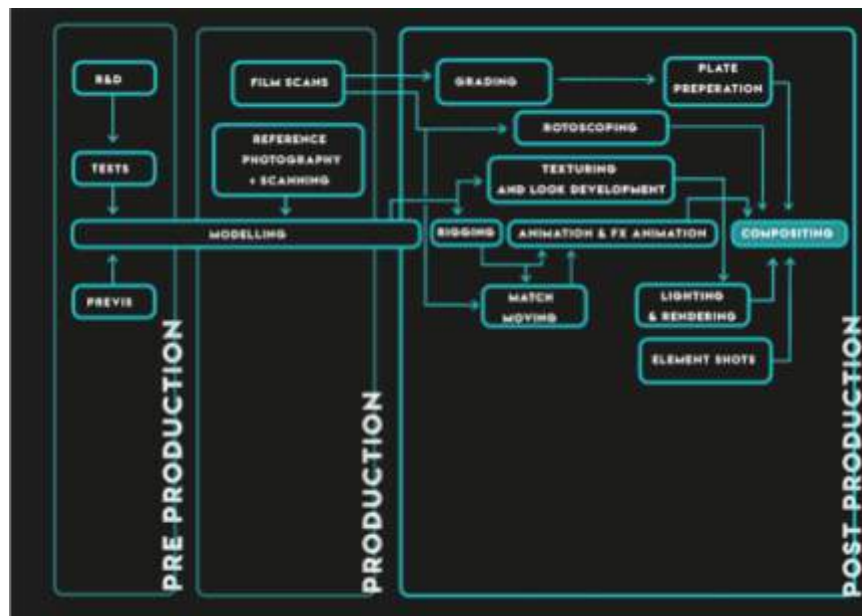 R&D
TESTS
PREVIS
PRE PRODUCTION
FILM SCANS
REFERENCE
PHOTOGRAPHY
+ SCANNING
MODELLING
PRODUCTION
GRADING
PLATE
PREPERATION
ROTOSCOPING
TEXTURING
AND LOOK DEVELOPMENT
RIGGING
ANIMATION & FX ANIMATION
COMPOSITING
MATCH
MOVING
LIGHTING
& RENDERING
ELEMENT SHOTS
POST PRODUCTION